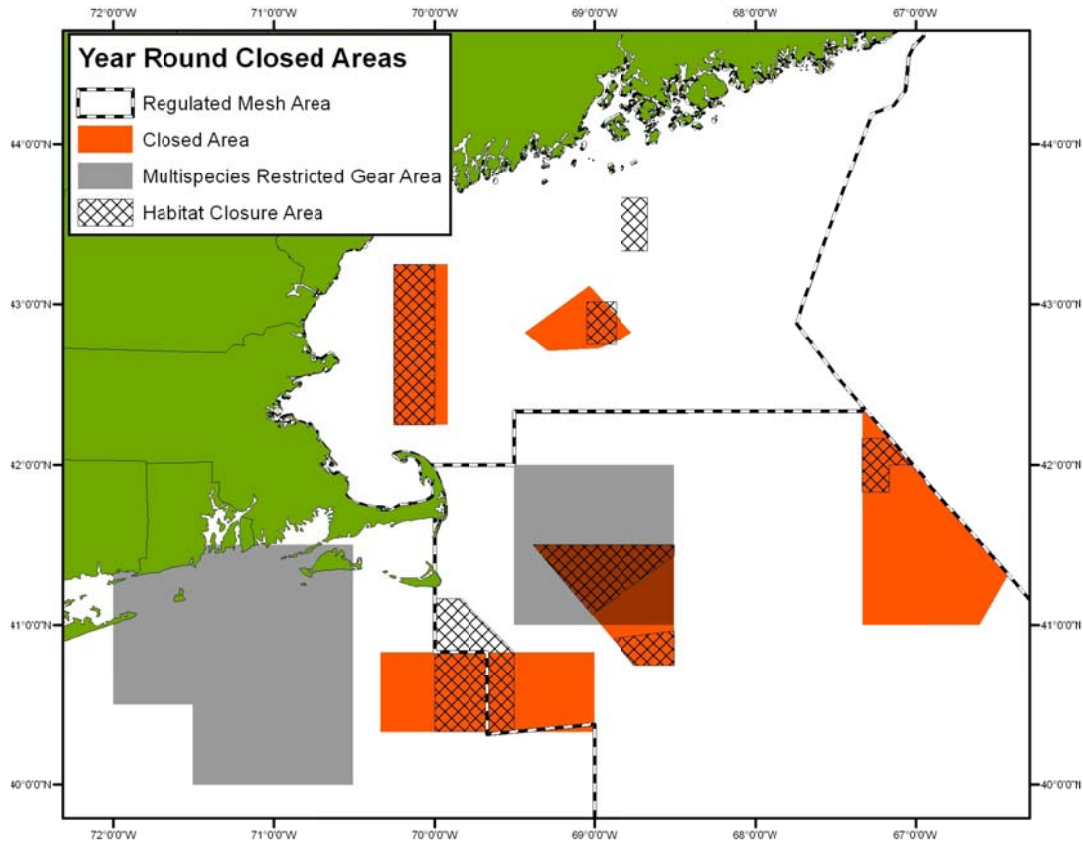 72°0'0"W 71°0'0"W 70°0'0"W 69°0'0"W 68°0'0"W 67°0'0"W
Year Round Closed Areas
Regulated Mesh Area
Closed Area
Multispecies Restricted Gear Area
Habitat Closure Area
44°0'0"N 44°0'0"N
43°0'0"N 43°0'0"N
42°0'0"N 42°0'0"N
41°0'0"N 41°0'0"N
40°0'0"N 40°0'0"N
72°0'0"W 71°0'0"W 70°0'0"W 69°0'0"W 68°0'0"W 67°0'0"W